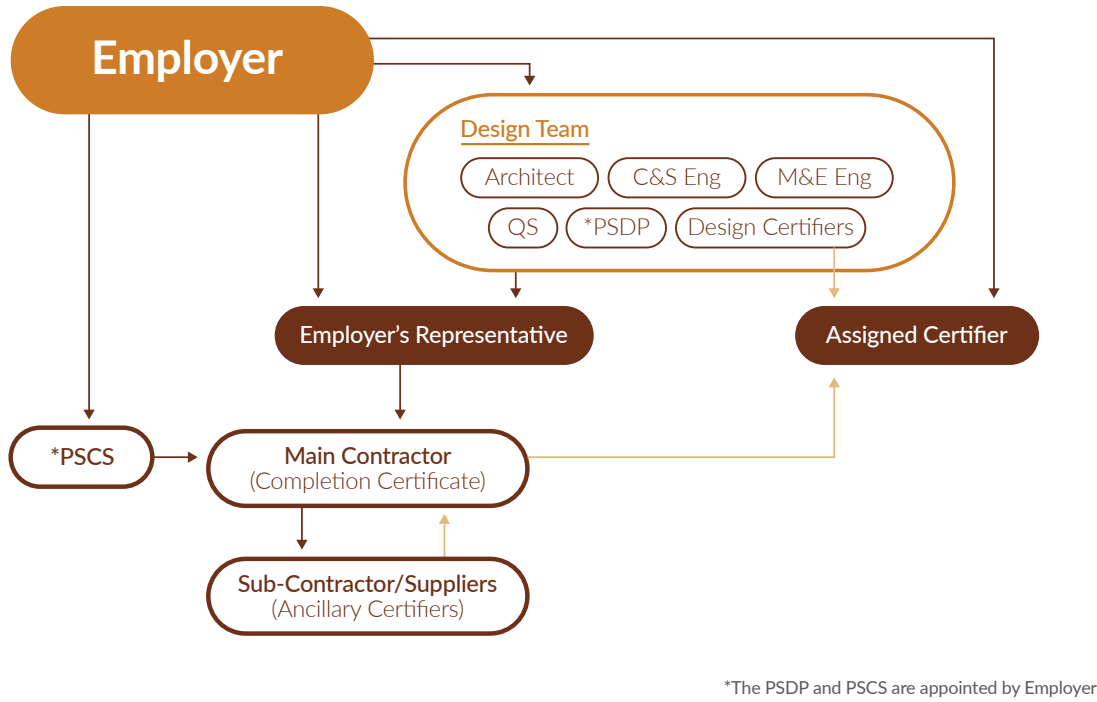 Employer
Design Team
Architect
C&S Eng
M&E Eng
QS
*PSDP
Design Certifiers
Employer’s Representative
Assigned Certifier
*PSCS
Main Contractor
(Completion Certificate)
Sub-Contractor/Suppliers
(Ancillary Certifiers)
*The PSDP and PSCS are appointed by Employer